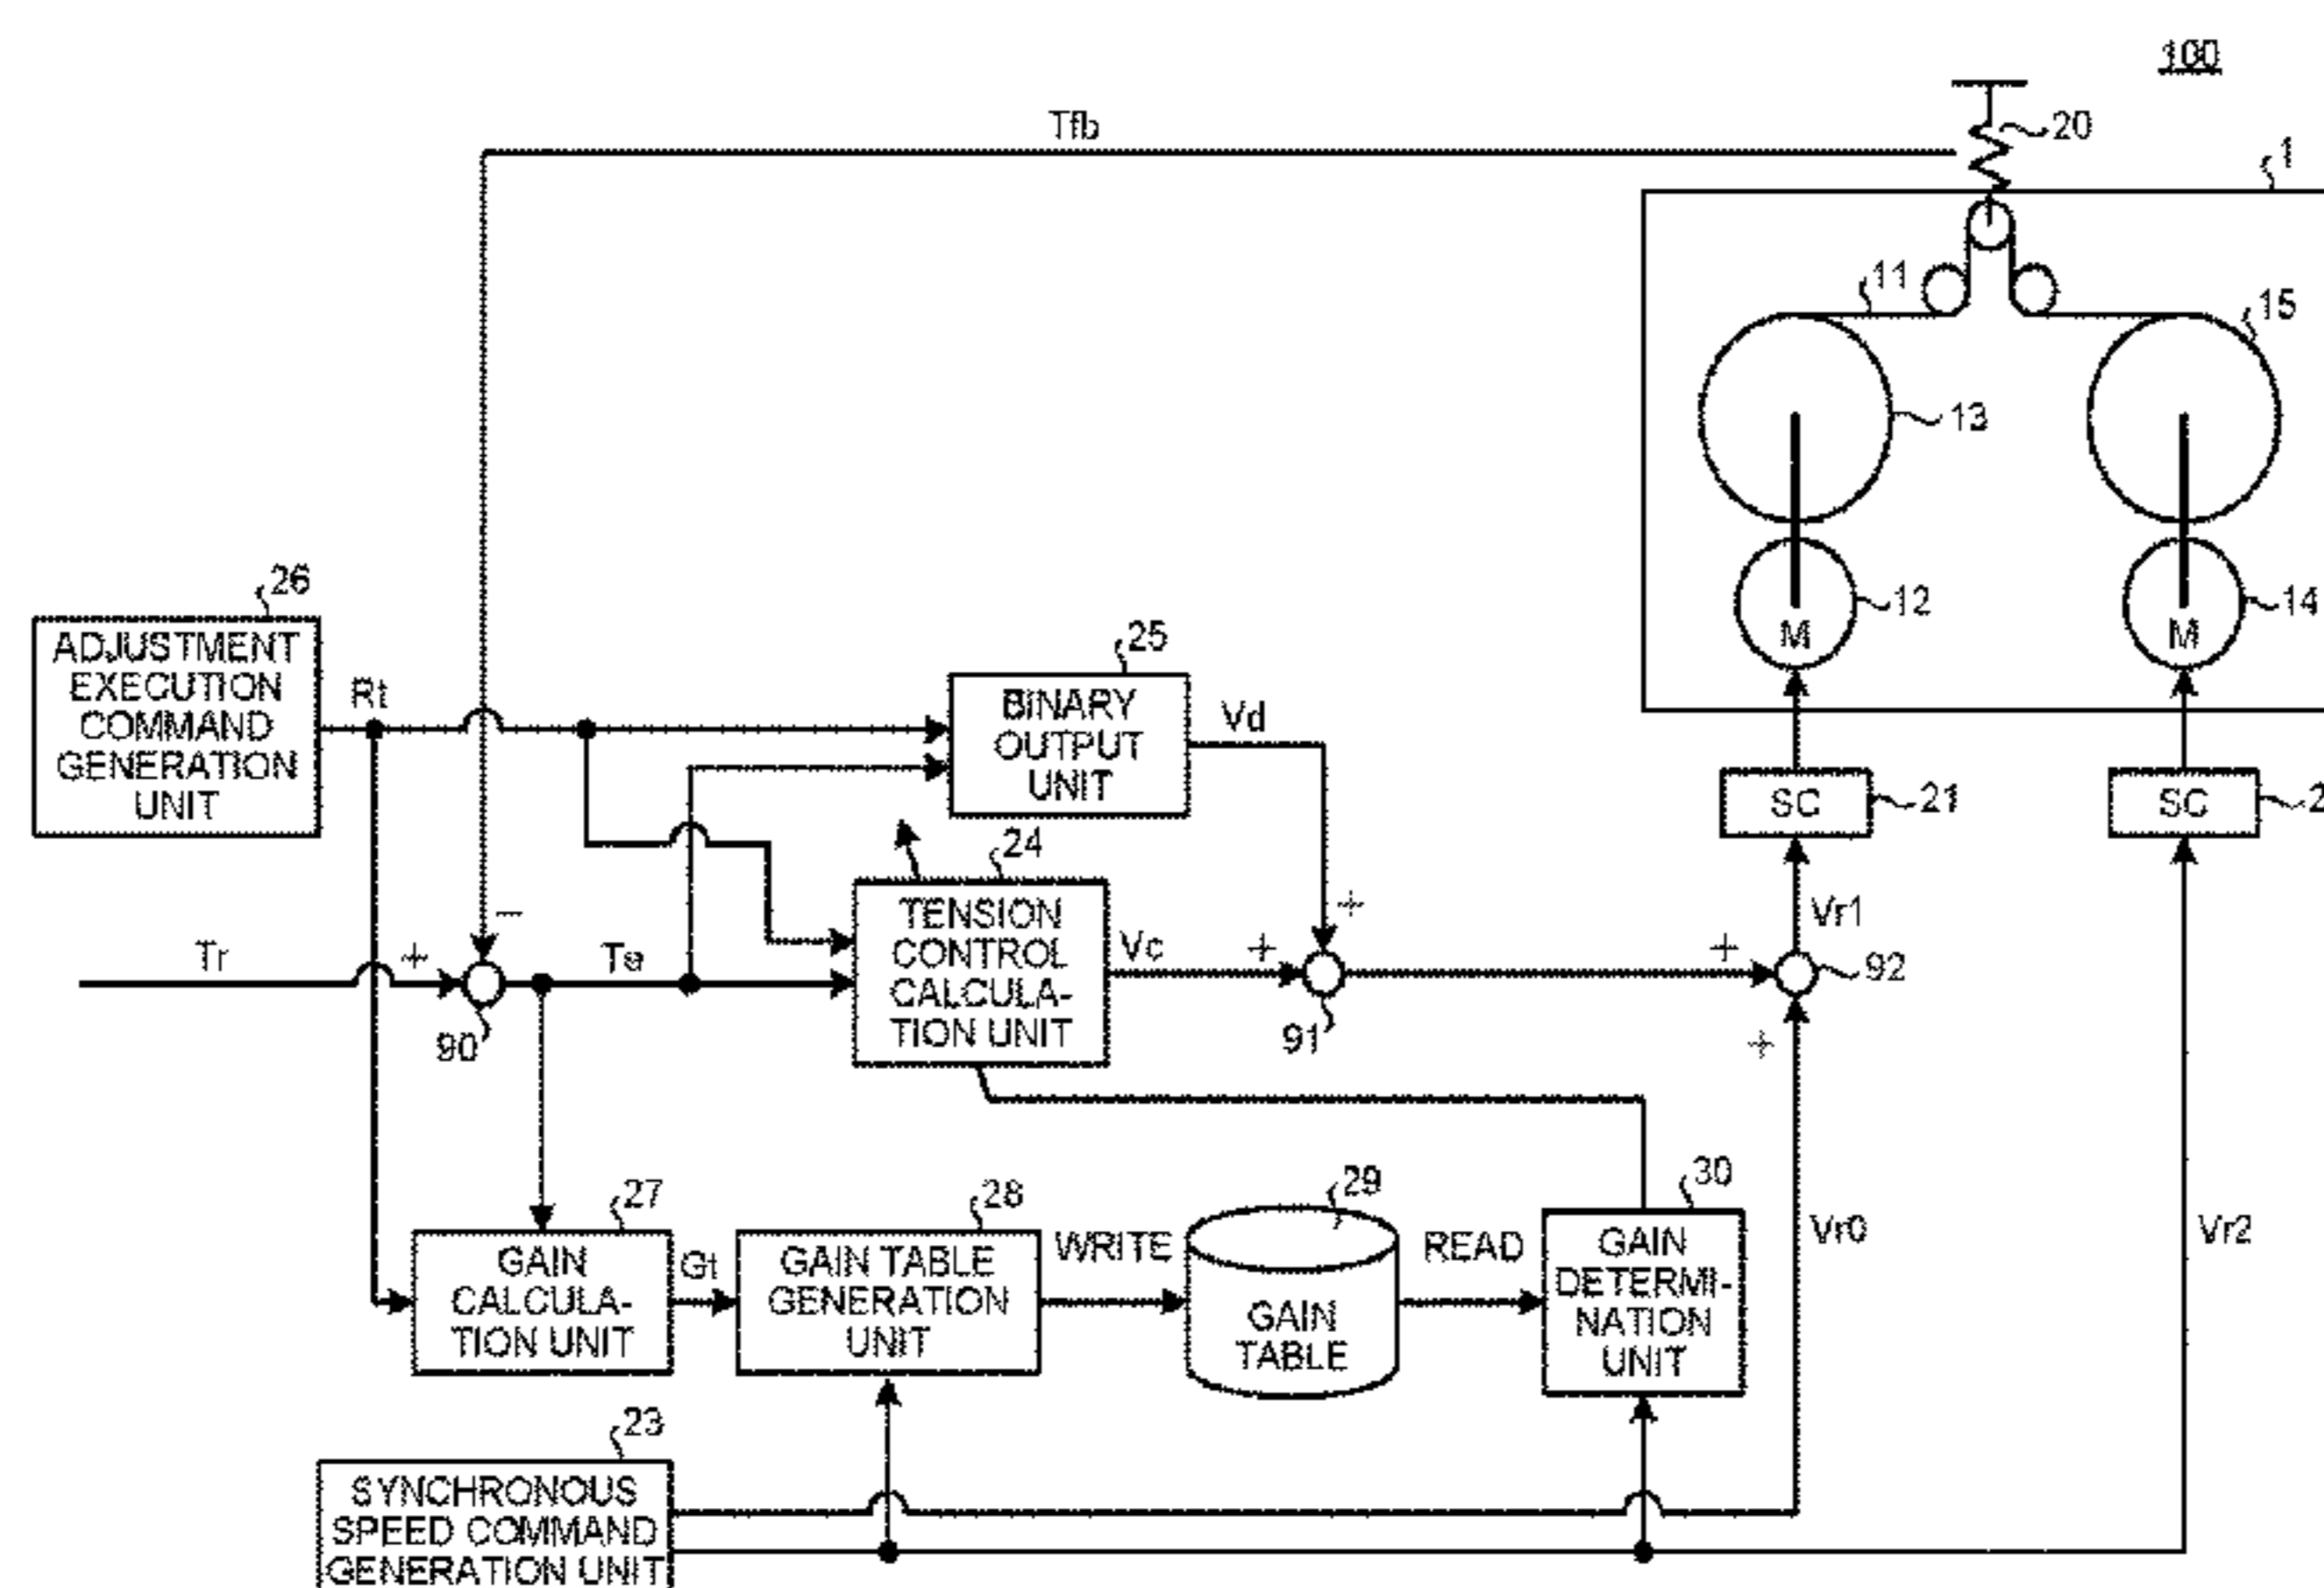 100
Tfb
20
1
11
15
13
12
14
M
M
26
ADJUSTMENT
EXECUTION
COMMAND
GENERATION
UNIT
Rt
25
BINARY
OUTPUT
UNIT
Vd
SC
21
SC
2
24
TENSION
CONTROL
CALCULA-
TION UNIT
Tr
+
−
90
Te
Vc
+
+
91
+
Vr1
92
+
27
GAIN
CALCULA-
TION UNIT
Gt
28
GAIN TABLE
GENERATION
UNIT
WRITE
29
GAIN
TABLE
READ
30
GAIN
DETERMI-
NATION
UNIT
Vr0
Vr2
23
SYNCHRONOUS
SPEED COMMAND
GENERATION UNIT